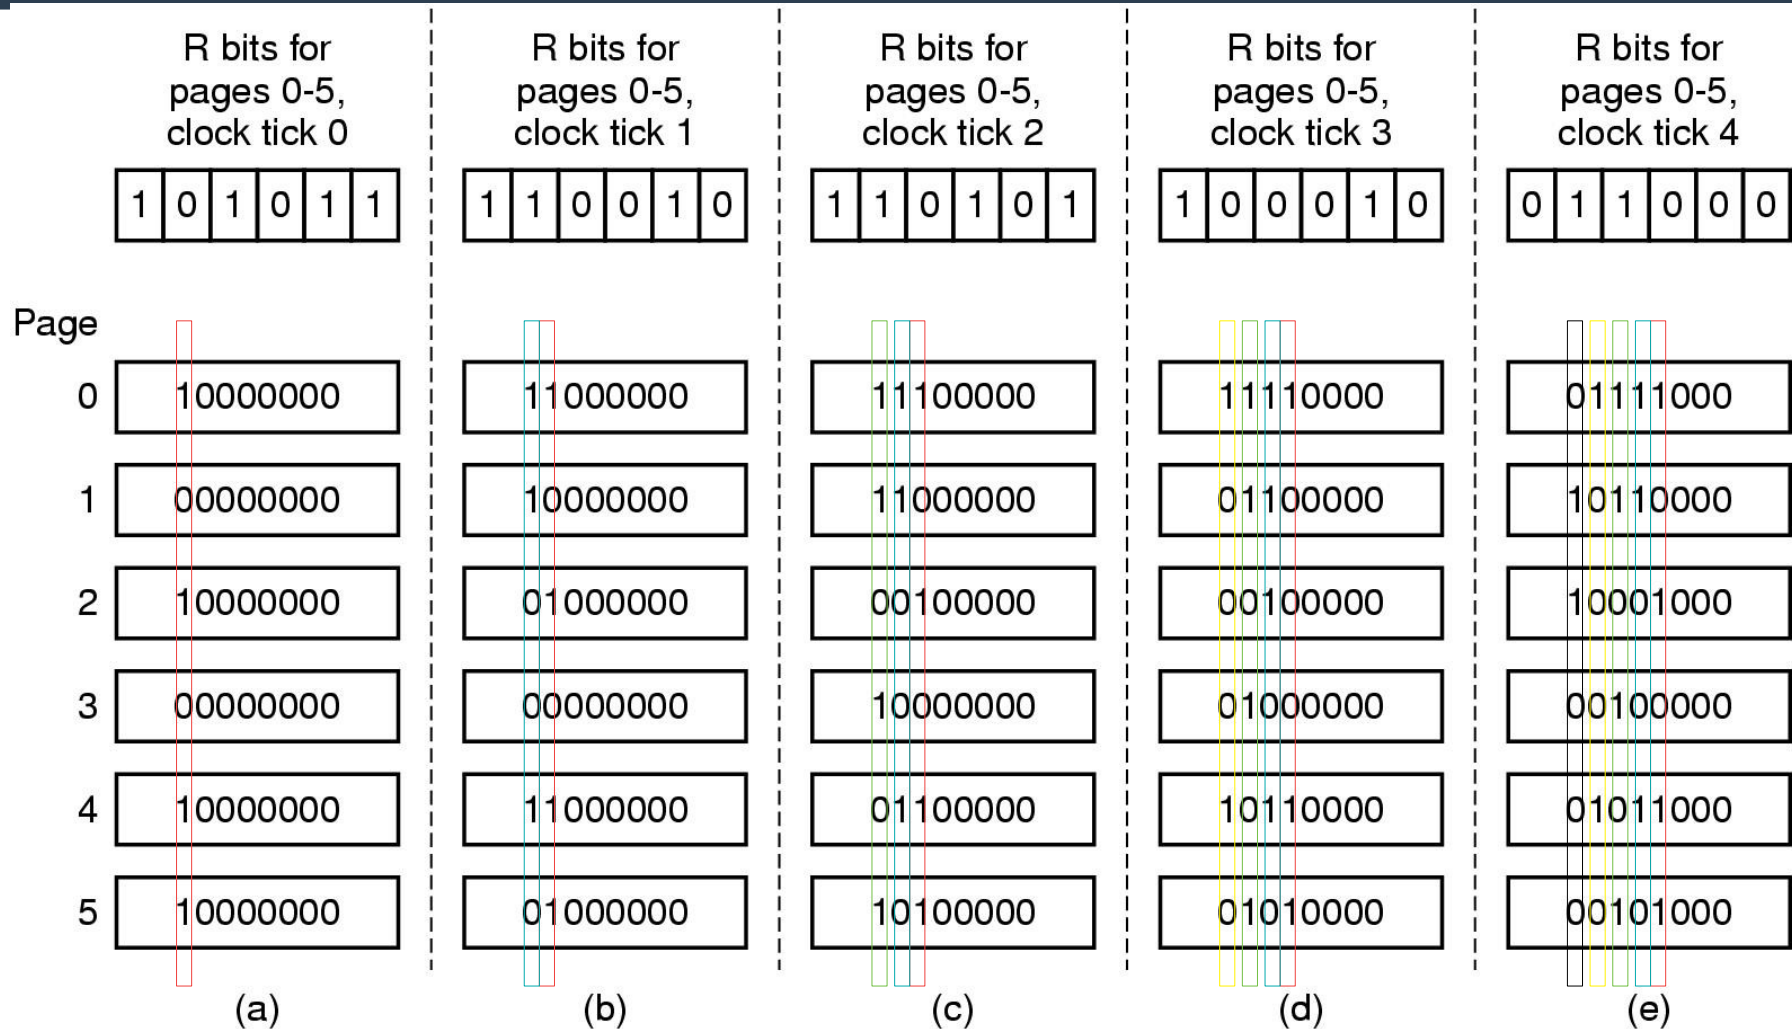 R bits for pages 0-5, clock tick 0
R bits for pages 0-5, clock tick 1
R bits for pages 0-5, clock tick 2
R bits for pages 0-5, clock tick 3
R bits for pages 0-5, clock tick 4
1 0 1 0 1 1
1 1 0 0 1 0
1 1 0 1 0 1
1 0 0 0 1 0
0 1 1 0 0 0
Page
0 10000000 11000000 11100000 11110000 01111000
1 00000000 10000000 11000000 01100000 10110000
2 10000000 01000000 00100000 00100000 10001000
3 00000000 00000000 10000000 01000000 00100000
4 10000000 11000000 01100000 10110000 01011000
5 10000000 01000000 10100000 01010000 00101000
(a) (b) (c) (d) (e)